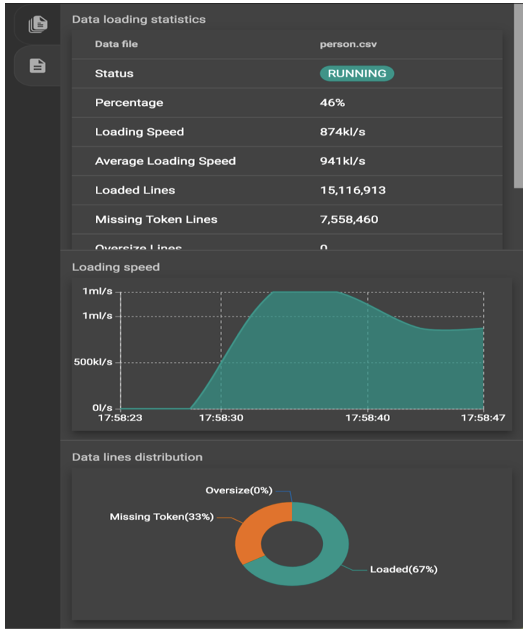 Data loading statistics
Data file person.csv
Status RUNNING
Percentage 46%
Loading Speed 874kl/s
Average Loading Speed 941kl/s
Loaded Lines 15,116,913
Missing Token Lines 7,558,460
Oversize Lines 0
Loading speed
1ml/s
1ml/s
500kl/s
0l/s
17:58:23 17:58:30 17:58:40 17:58:47
Data lines distribution
Oversize(0%)
Missing Token(33%)
Loaded(67%)